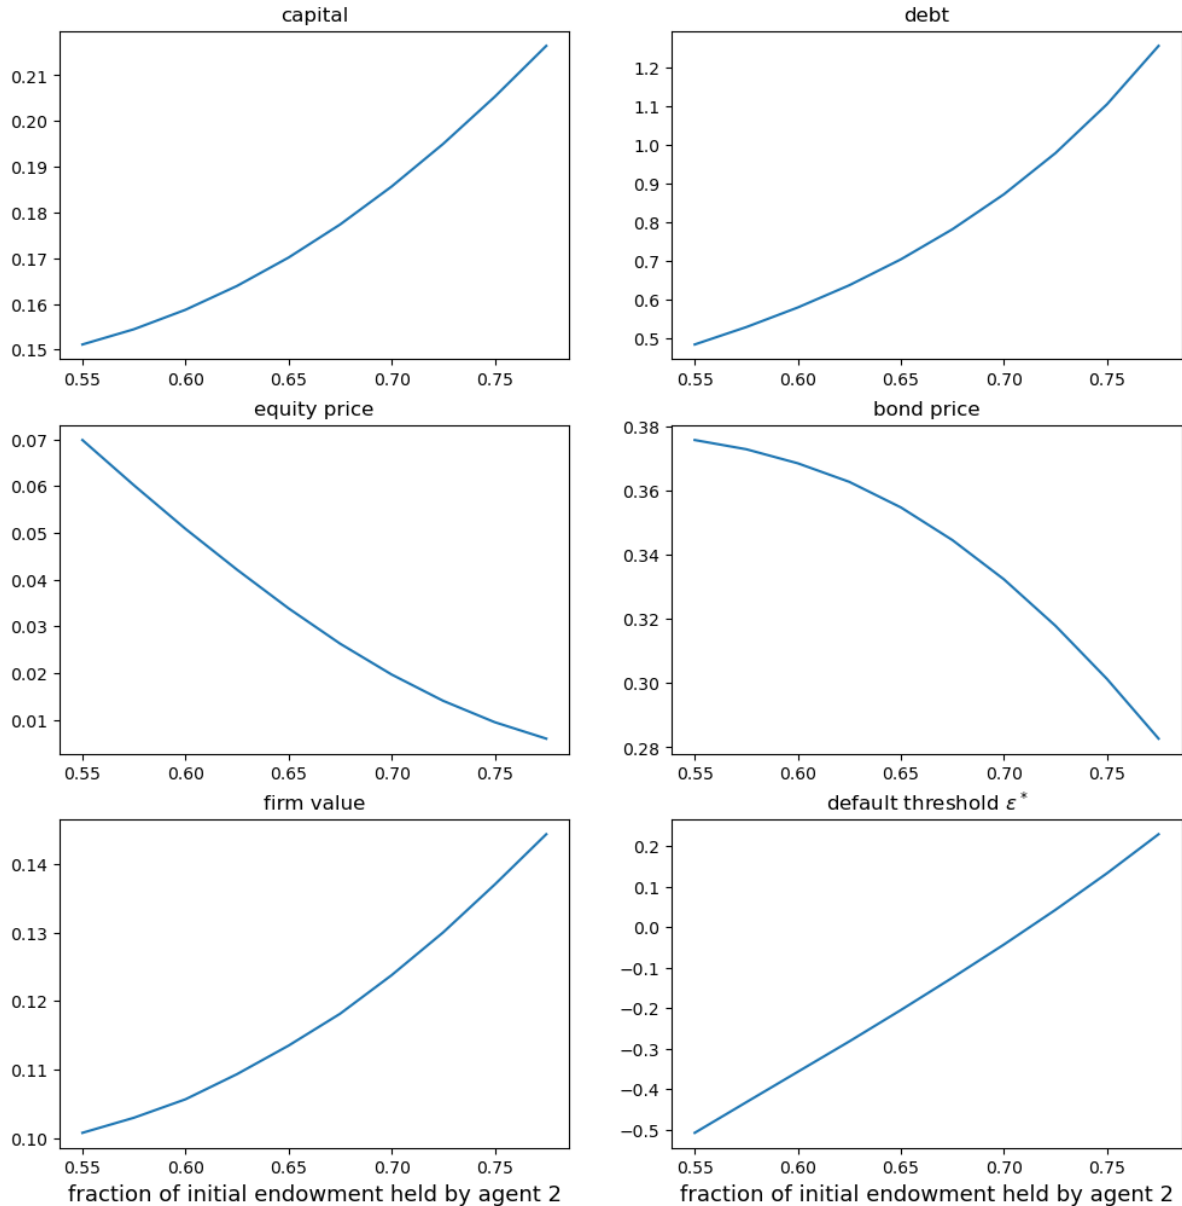 capital
0.21
0.20
0.19
0.18
0.17
0.16
0.15
0.55 0.60 0.65 0.70 0.75
debt
1.2
1.1
1.0
0.9
0.8
0.7
0.6
0.5
0.55 0.60 0.65 0.70 0.75
equity price
0.07
0.06
0.05
0.04
0.03
0.02
0.01
0.55 0.60 0.65 0.70 0.75
bond price
0.38
0.36
0.34
0.32
0.30
0.28
0.55 0.60 0.65 0.70 0.75
firm value
0.14
0.13
0.12
0.11
0.10
0.55 0.60 0.65 0.70 0.75
fraction of initial endowment held by agent 2
default threshold ε*
0.2
0.1
0.0
−0.1
−0.2
−0.3
−0.4
−0.5
0.55 0.60 0.65 0.70 0.75
fraction of initial endowment held by agent 2